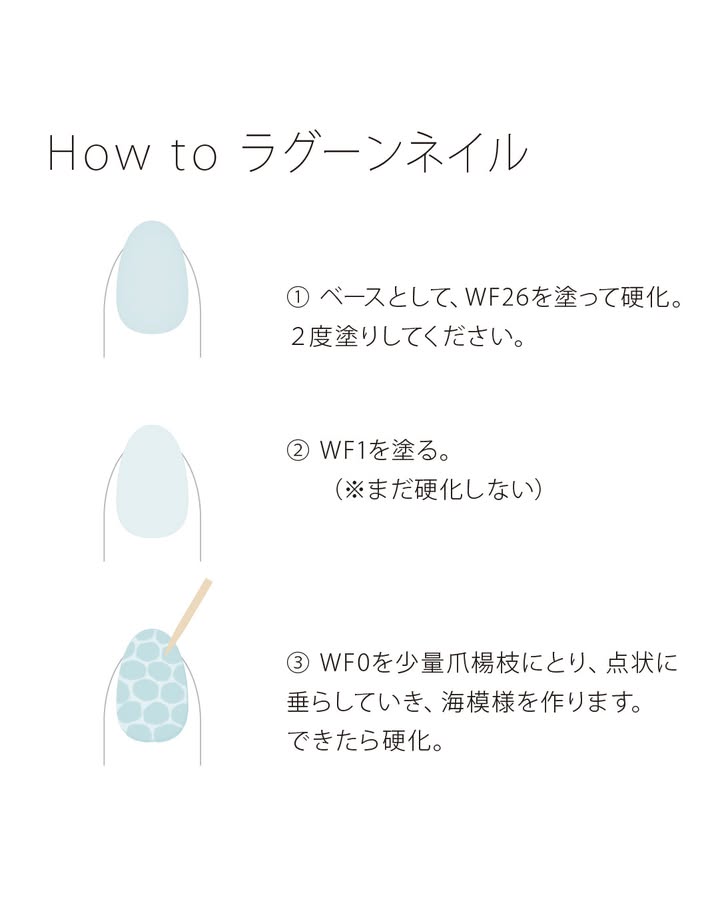 How to ラグーンネイル
① ベースとして、WF26を塗って硬化。
２度塗りしてください。
② WF1を塗る。
（※まだ硬化しない）
③ WF0を少量爪楊枝にとり、点状に
垂らしていき、海模様を作ります。
できたら硬化。